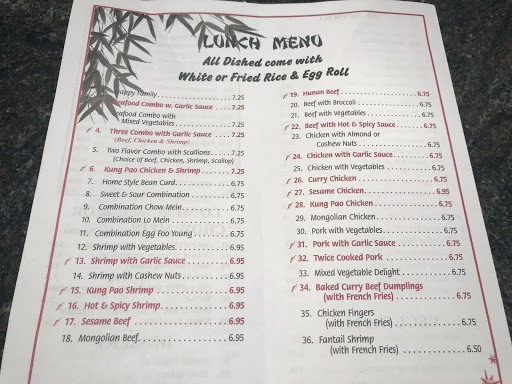 LUNCH MENU
All Dished come with
White or Fried Rice & Egg Roll
Happy Family 7.25
Seafood Combo w. Garlic Sauce 7.25
Seafood Combo with
Mixed Vegetables 7.25
4. Three Combo with Garlic Sauce 7.25
(Beef, Chicken & Shrimp)
5. Two Flavor Combo with Scallions 7.25
(Choice of Beef, Chicken, Shrimp, Scallop)
6. Kung Pao Chicken & Shrimp 7.25
7. Home Style Bean Curd 6.75
8. Sweet & Sour Combination 6.75
9. Combination Chow Mein 6.75
10. Combination Lo Mein 6.75
11. Combination Egg Foo Young 6.75
12. Shrimp with Vegetables 6.95
13. Shrimp with Garlic Sauce 6.95
14. Shrimp with Cashew Nuts 6.95
15. Kung Pao Shrimp 6.95
16. Hot & Spicy Shrimp 6.95
17. Sesame Beef 6.95
18. Mongolian Beef 6.95
19. Hunan Beef 6.75
20. Beef with Broccoli 6.75
21. Beef with Vegetables 6.75
22. Beef with Hot & Spicy Sauce 6.75
23. Chicken with Almond or
Cashew Nuts 6.75
24. Chicken with Garlic Sauce 6.75
25. Chicken with Vegetables 6.75
26. Curry Chicken 6.75
27. Sesame Chicken 6.95
28. Kung Pao Chicken 6.75
29. Mongolian Chicken 6.75
30. Pork with Vegetables 6.75
31. Pork with Garlic Sauce 6.75
32. Twice Cooked Pork 6.75
33. Mixed Vegetable Delight 6.75
34. Baked Curry Beef Dumplings
(with French Fries) 6.75
35. Chicken Fingers
(with French Fries) 6.75
36. Fantail Shrimp
(with French Fries) 6.50